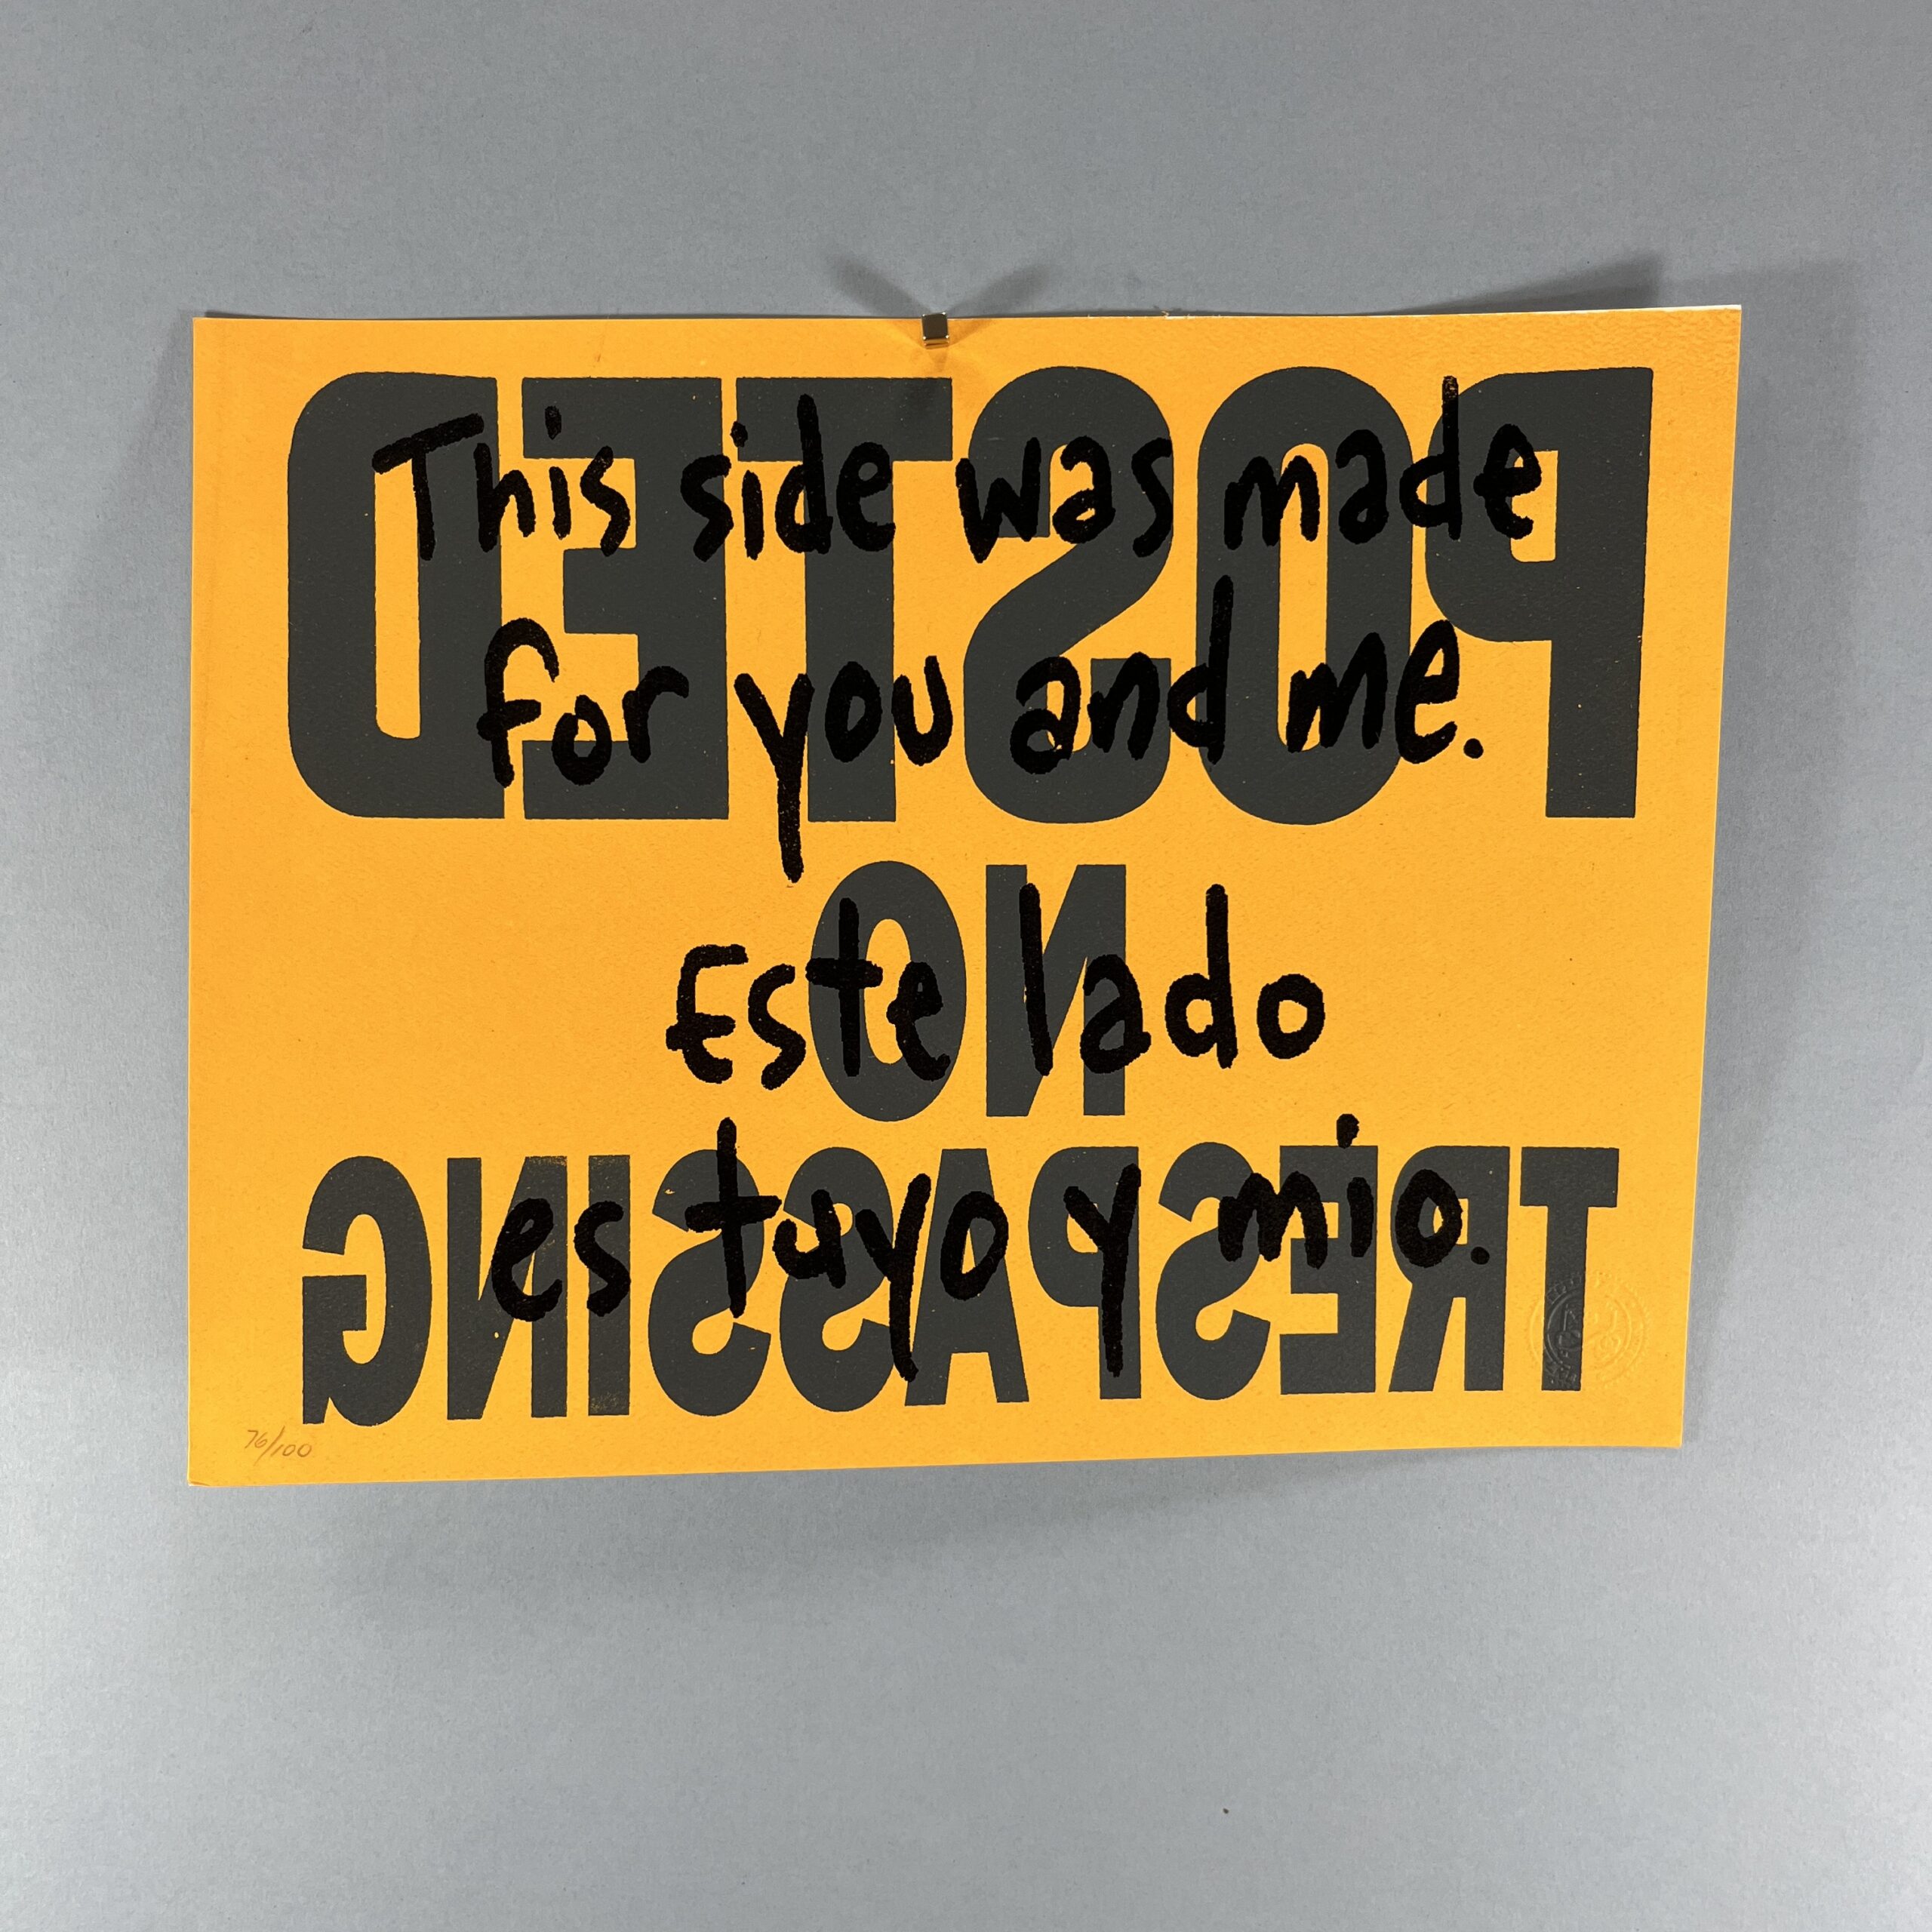 POSTED
NO
TRESPASSING
This side was made
for you and me.
Este lado
es tuyo y mío.
76/100